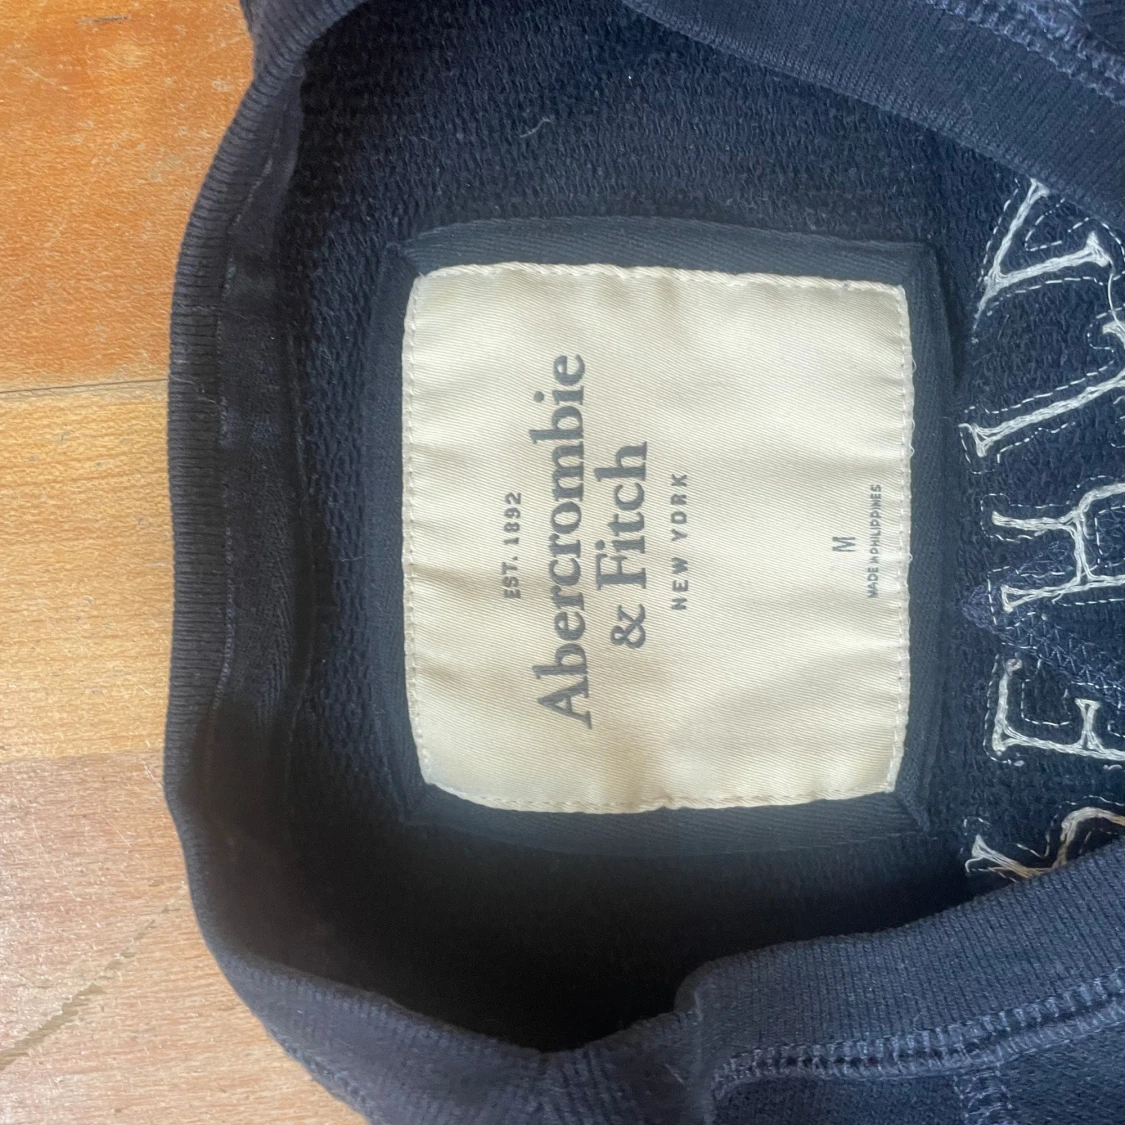 EST. 1892
Abercrombie
& Fitch
NEW YORK
M
MADE IN PHILIPPINES